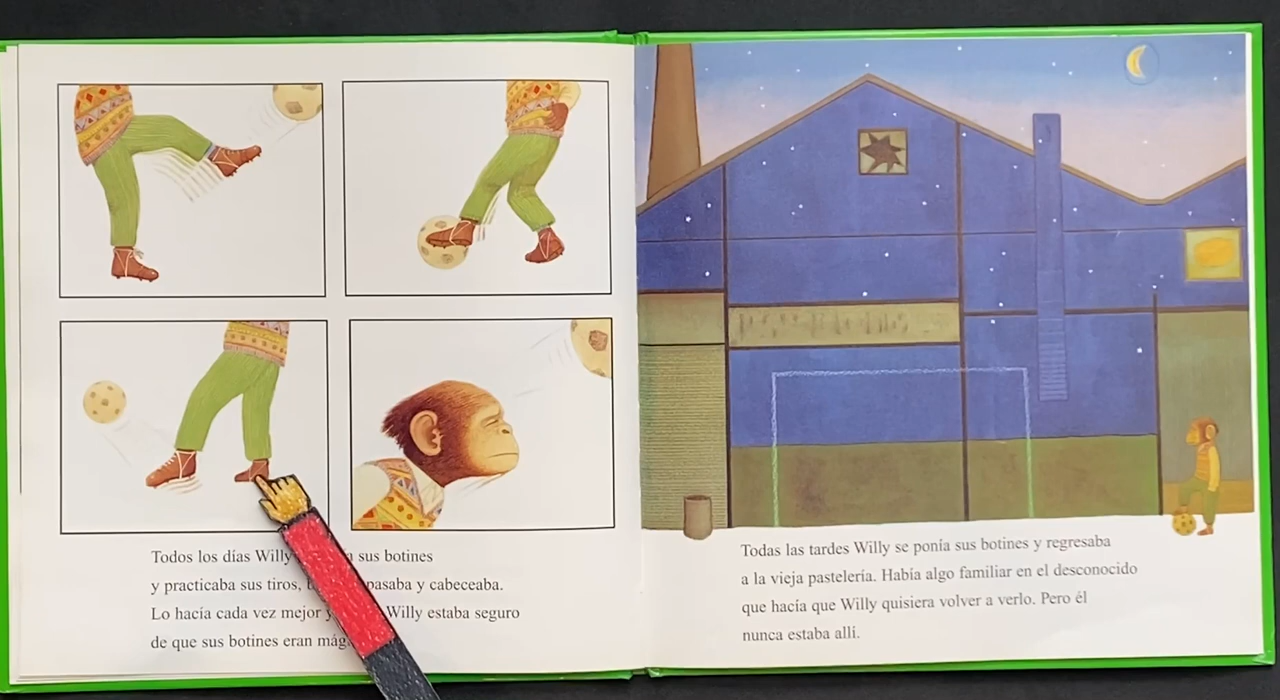 Todos los días Willy sus botines
y practicaba sus tiros, pasaba y cabeceaba.
Lo hacía cada vez mejor y Willy estaba seguro
de que sus botines eran
Todas las tardes Willy se ponía sus botines y regresaba
a la vieja pastelería. Había algo familiar en el desconocido
que hacía que Willy quisiera volver a verlo. Pero él
nunca estaba allí.